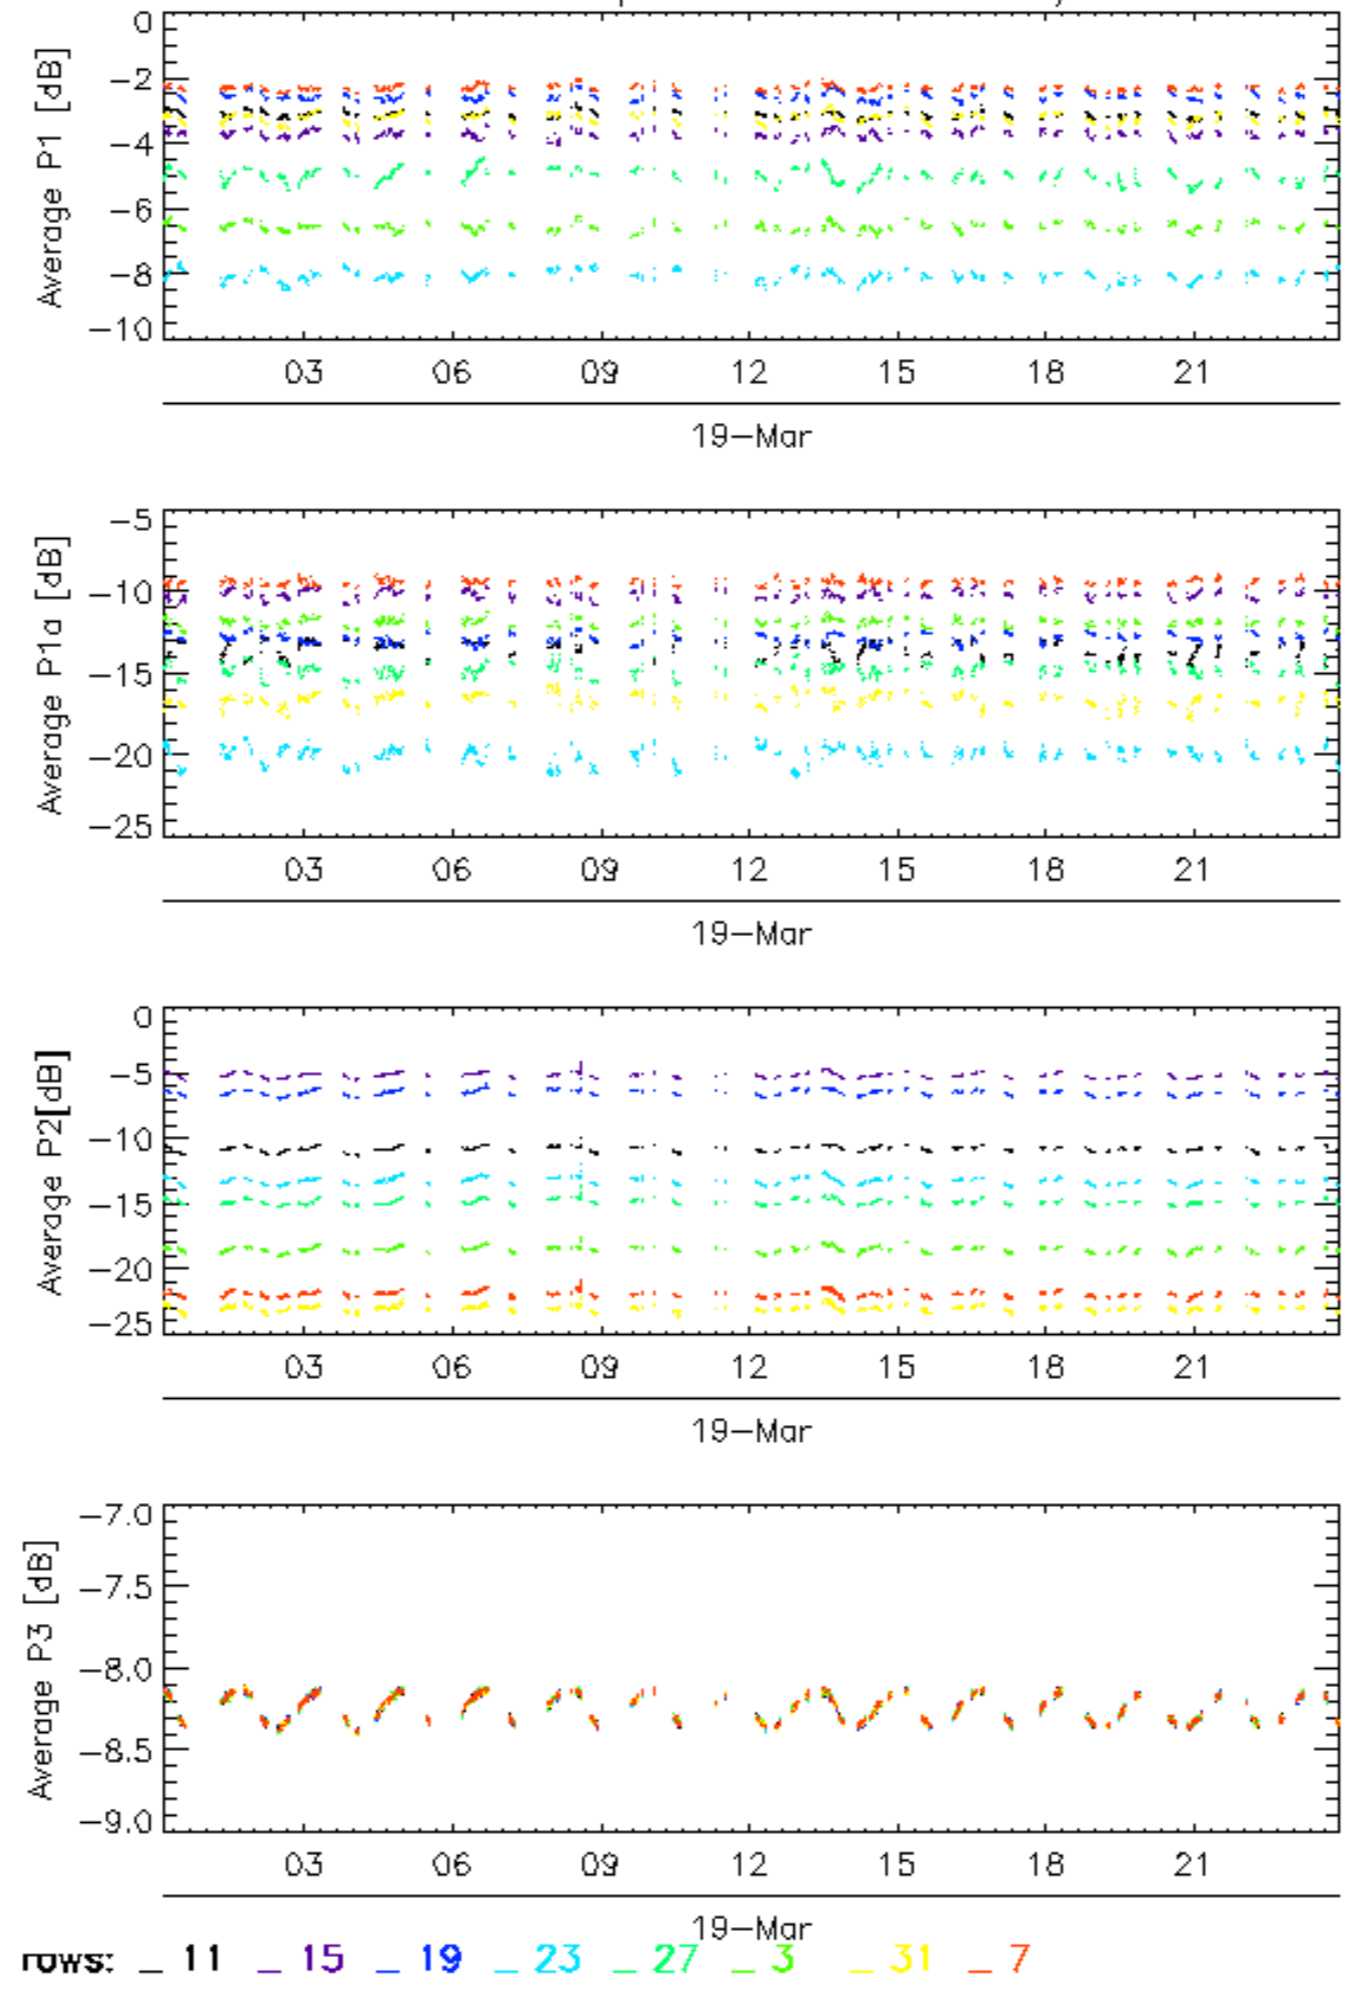 0
−2
−4
−6
−8
−10
Average P1 [dB]
03 06 09 12 15 18 21
19−Mar
−5
−10
−15
−20
−25
Average P1a [dB]
03 06 09 12 15 18 21
19−Mar
0
−5
−10
−15
−20
−25
Average P2[dB]
03 06 09 12 15 18 21
19−Mar
−7.0
−7.5
−8.0
−8.5
−9.0
Average P3 [dB]
03 06 09 12 15 18 21
19−Mar
rows: _ 11 _ 15 _ 19 _ 23 _ 27 _ 3 _ 31 _ 7